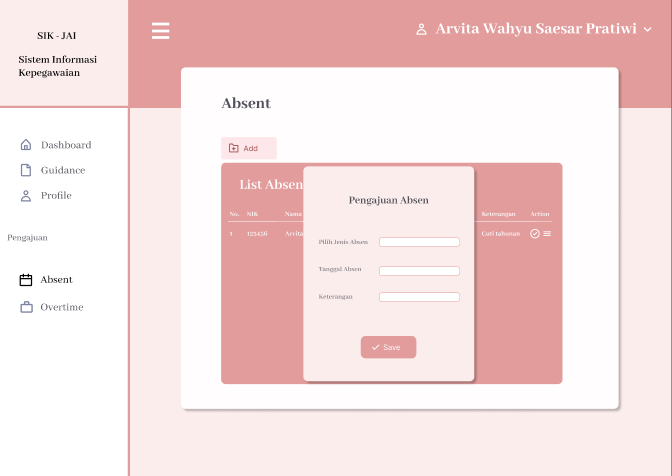 SIK - JAI
Sistem Informasi
Kepegawaian
Arvita Wahyu Saesar Pratiwi
Dashboard
Guidance
Profile
Pengajuan
Absent
Overtime
Absent
Add
List Absen
No. NIK Nama Keterangan Action
1 123456 Arvita Cuti tahunan
Pengajuan Absen
Pilih Jenis Absen
Tanggal Absen
Keterangan
Save